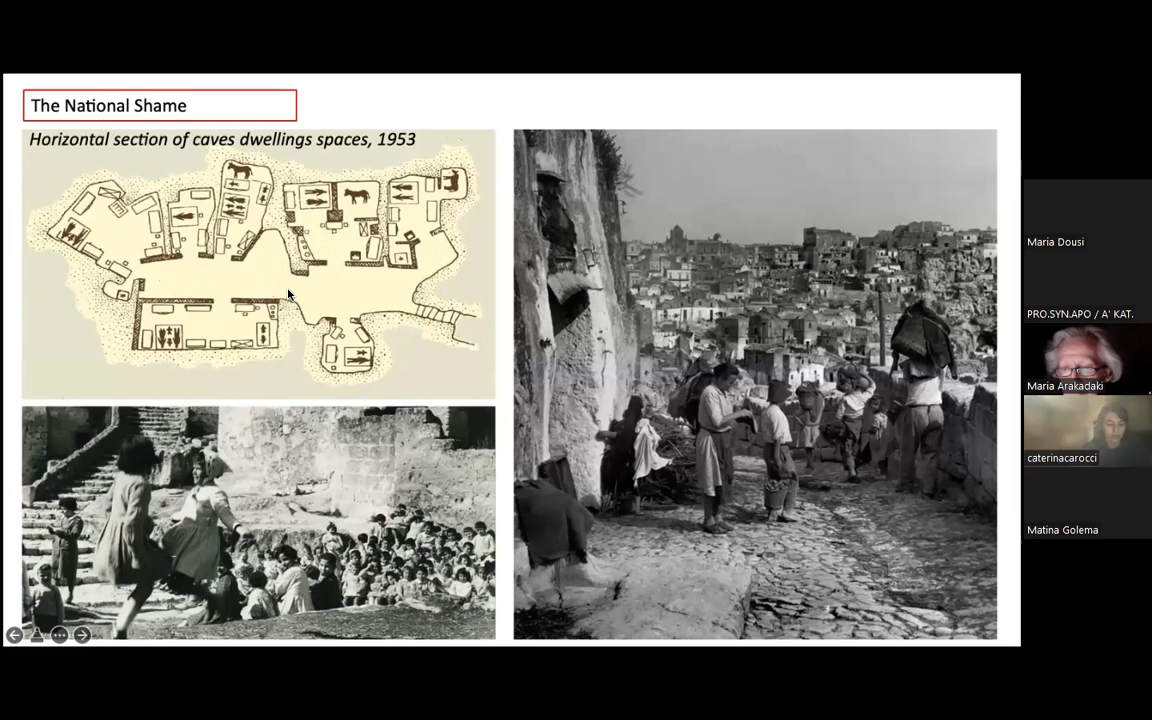 The National Shame
Horizontal section of caves dwellings spaces, 1953
Maria Dousi
PRO.SYN.APO / A' KAT.
Maria Arakadaki
caterinacarocci
Matina Golema